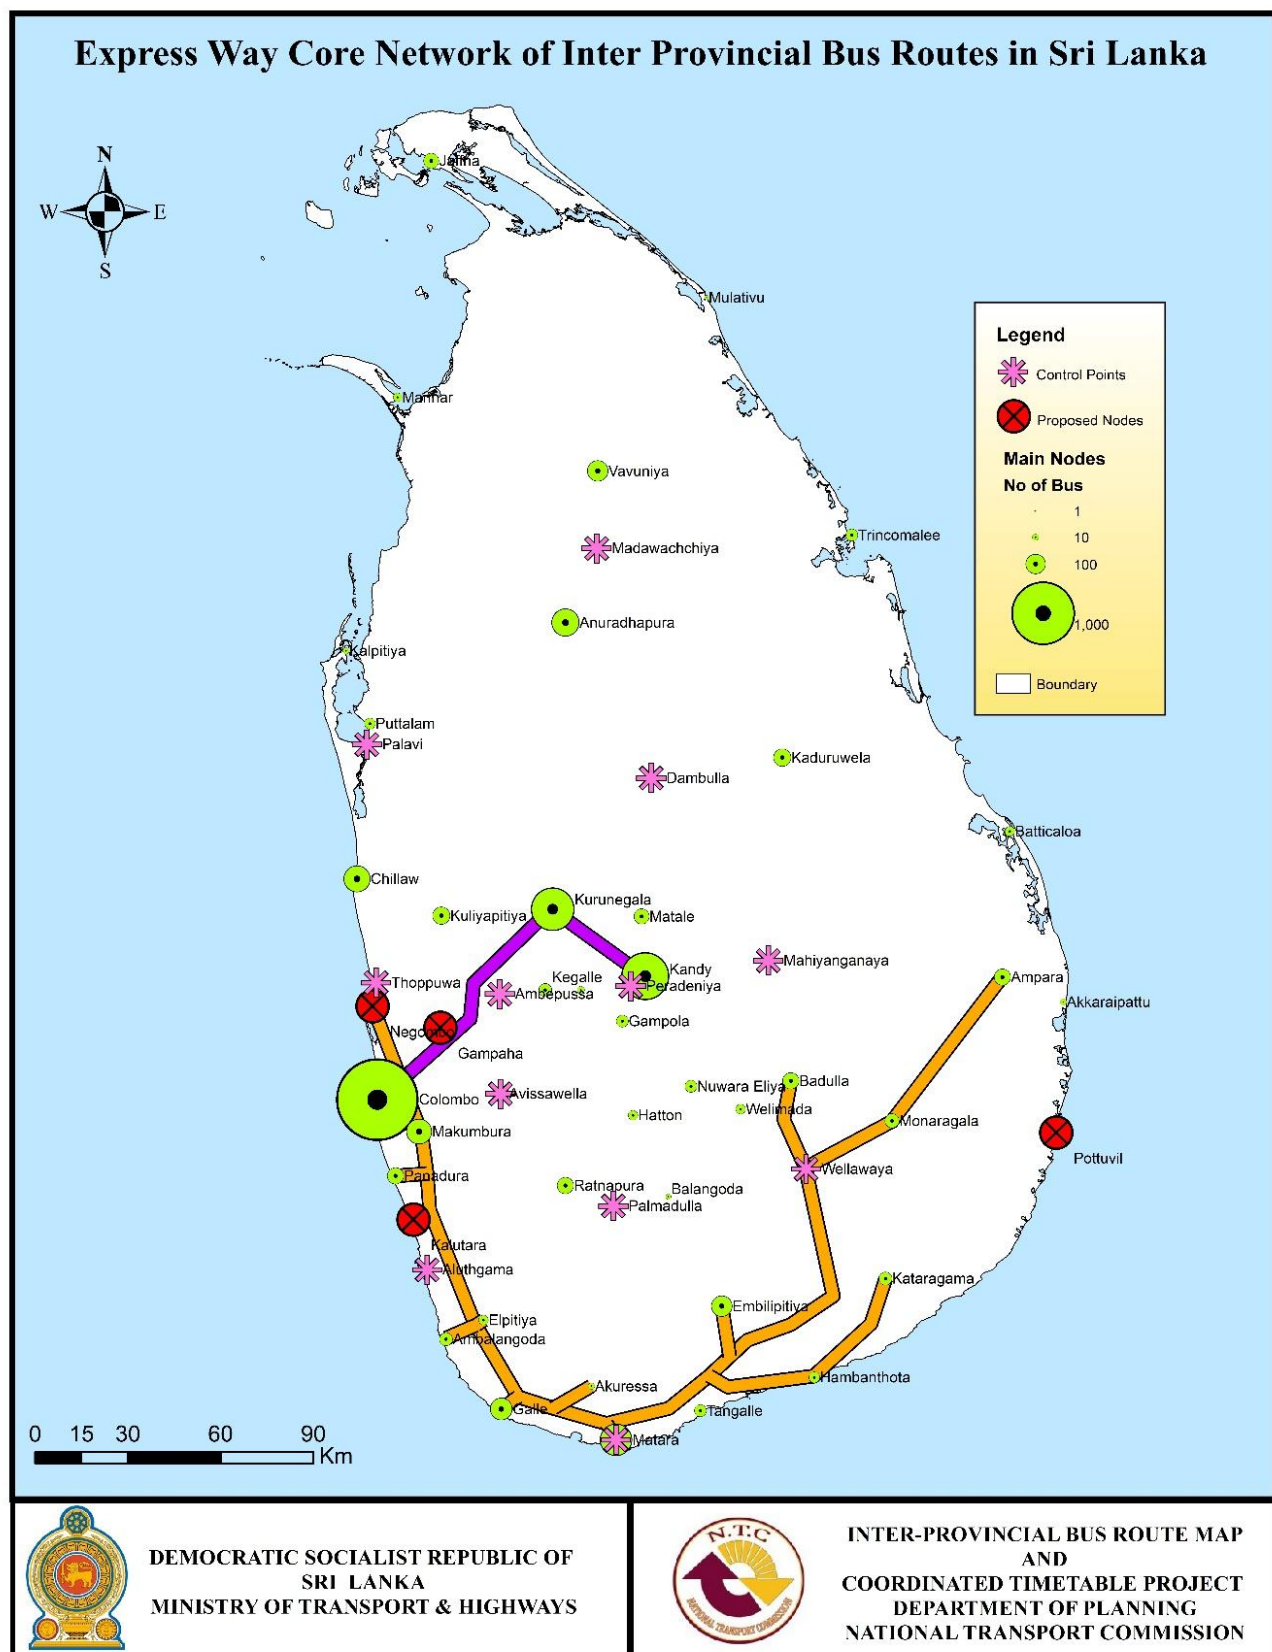 Express Way Core Network of Inter Provincial Bus Routes in Sri Lanka
N
W
E
S
Jaffna
Mulativu
Legend
Control Points
Proposed Nodes
Main Nodes
No of Bus
1
10
100
1,000
Boundary
Mannar
Vavuniya
Trincomalee
Madawachchiya
Anuradhapura
Kalpitiya
Puttalam
Palavi
Kaduruwela
Dambulla
Batticaloa
Chillaw
Kurunegala
Kuliyapitiya
Matale
Mahiyanganaya
Kandy
Ampara
Thoppuwa
Kegalle
Peradeniya
Ambepussa
Akkaraipattu
Gampola
Negombo
Gampaha
Nuwara Eliya
Badulla
Avissawella
Colombo
Welimada
Hatton
Monaragala
Makumbura
Pottuvil
Wellawaya
Panadura
Ratnapura
Balangoda
Palmadulla
Kalutara
Aluthgama
Kataragama
Embilipitiya
Elpitiya
Ambalangoda
Hambanthota
Akuressa
Galle
Tangalle
Matara
0 15 30 60 90
Km
DEMOCRATIC SOCIALIST REPUBLIC OF
SRI LANKA
MINISTRY OF TRANSPORT & HIGHWAYS
N.T.C
NATIONAL TRANSPORT COMMISSION
INTER-PROVINCIAL BUS ROUTE MAP
AND
COORDINATED TIMETABLE PROJECT
DEPARTMENT OF PLANNING
NATIONAL TRANSPORT COMMISSION